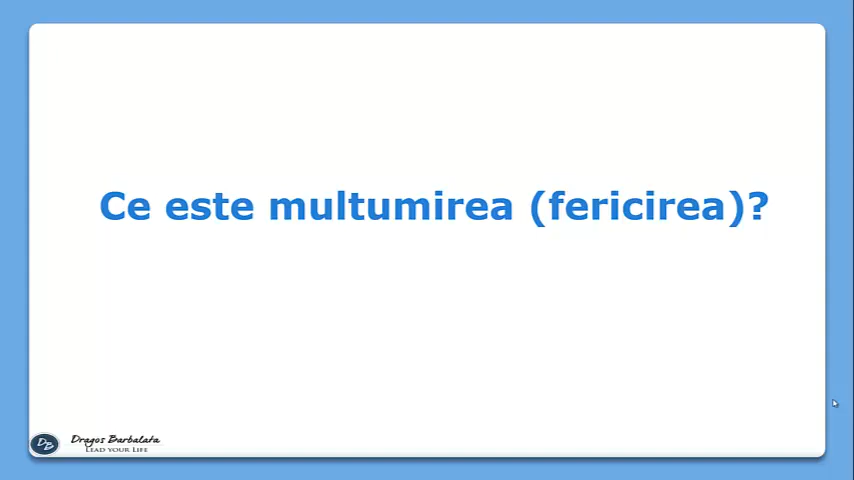 Ce este multumirea (fericirea)?
DB
Dragos Barbalata
LEAD YOUR LIFE